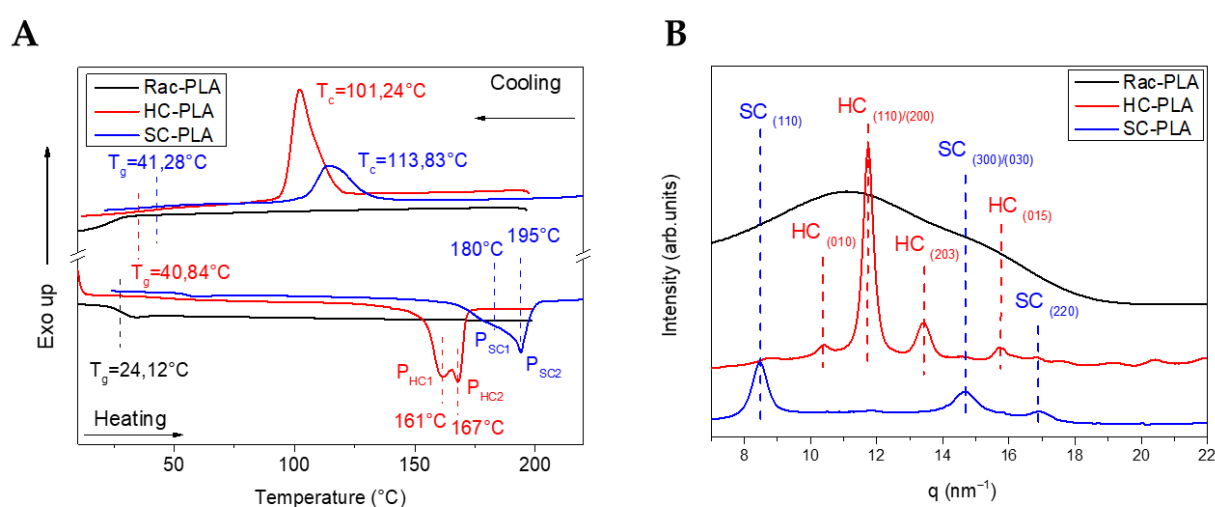 A
Rac-PLA
HC-PLA
SC-PLA
Cooling
Tc=101,24°C
Tg=41,28°C
Tc=113,83°C
180°C
195°C
Tg=40,84°C
PSC1
PSC2
PHC1
PHC2
Tg=24,12°C
161°C
167°C
Heating
Exo up
50
100
150
200
Temperature (°C)
B
Rac-PLA
HC-PLA
SC-PLA
SC (110)
HC (110)/(200)
SC (300)/(030)
HC (010)
HC (203)
HC (015)
SC (220)
Intensity (arb.units)
8
10
12
14
16
18
20
22
q (nm⁻¹)